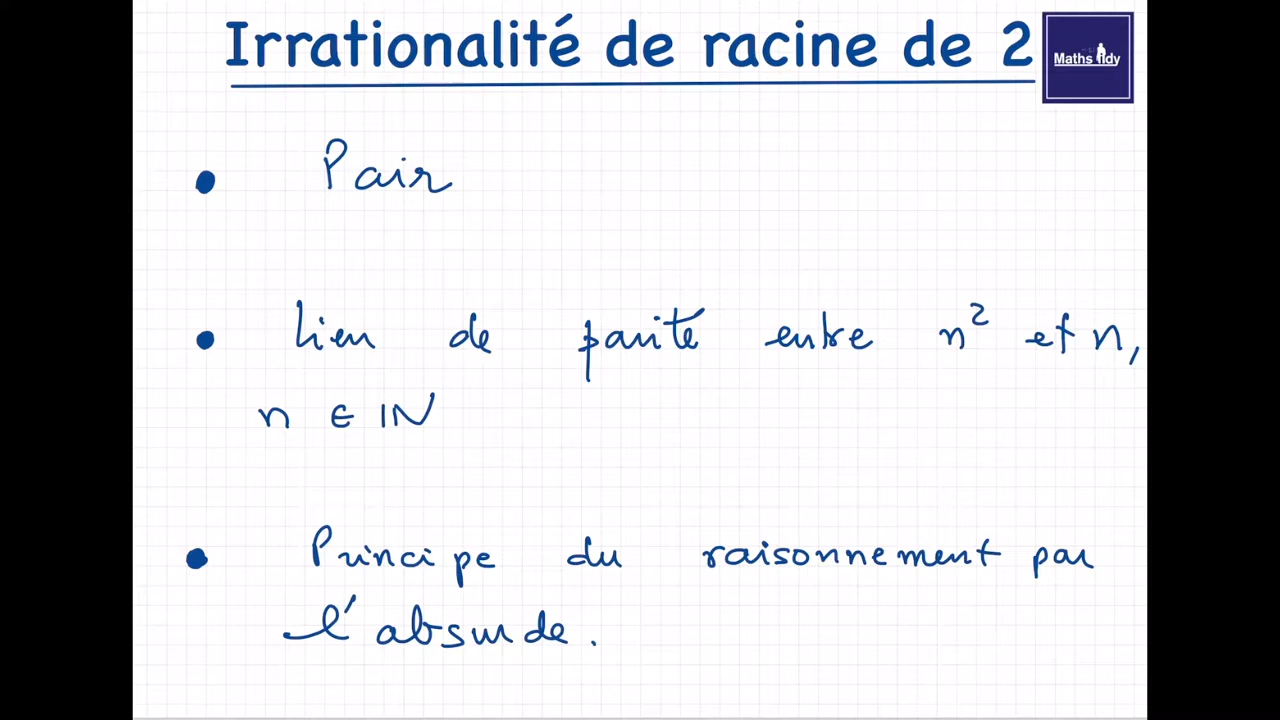 Irrationalité de racine de 2
Maths Idy
• Pair
• Lien de parité entre n² et n,
n ∈ IN
• Principe du raisonnement par
l'absurde.